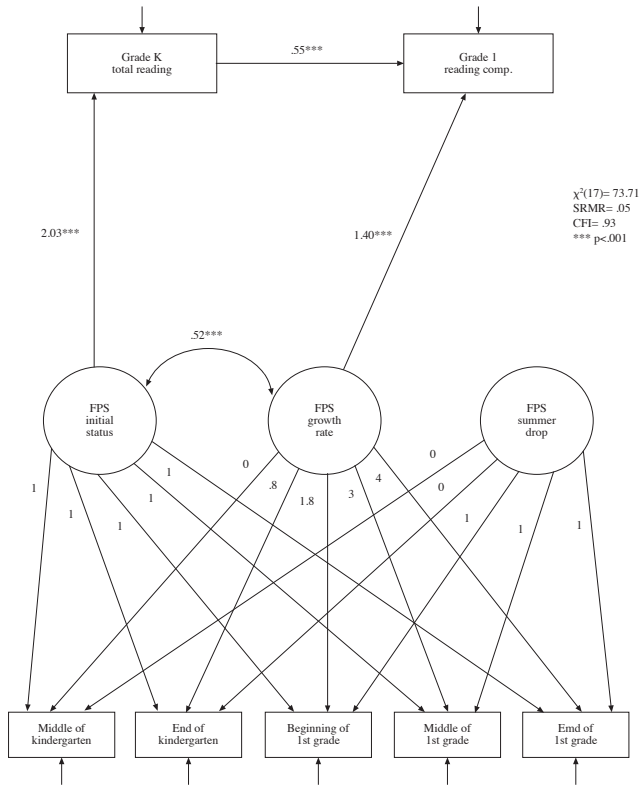 Grade K
total reading
.55***
Grade 1
reading comp.
χ²(17)= 73.71
SRMR= .05
CFI= .93
*** p<.001
2.03***
1.40***
.52***
FPS
initial
status
FPS
growth
rate
FPS
summer
drop
1
1
1
1
1
0
.8
1.8
3
4
0
0
1
1
1
Middle of
kindergarten
End of
kindergarten
Beginning of
1st grade
Middle of
1st grade
Emd of
1st grade